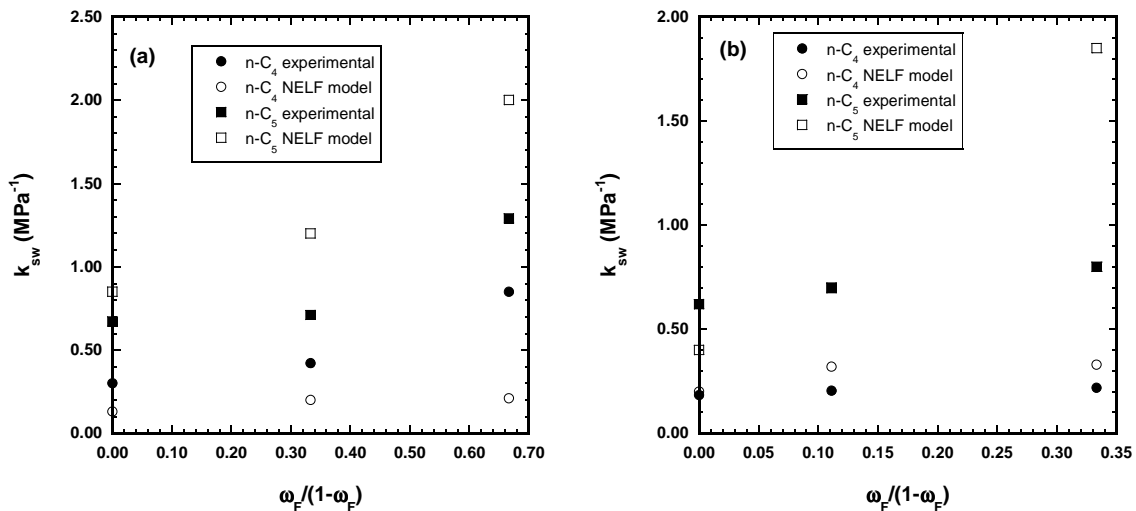 (a)
n-C4 experimental
n-C4 NELF model
n-C5 experimental
n-C5 NELF model
2.50
2.00
1.50
1.00
0.50
0.00
ksw (MPa-1)
0.00 0.10 0.20 0.30 0.40 0.50 0.60 0.70
ωF/(1-ωF)
(b)
n-C4 experimental
n-C4 NELF model
n-C5 experimental
n-C5 NELF model
2.00
1.50
1.00
0.50
0.00
ksw (MPa-1)
0.00 0.05 0.10 0.15 0.20 0.25 0.30 0.35
ωF/(1-ωF)